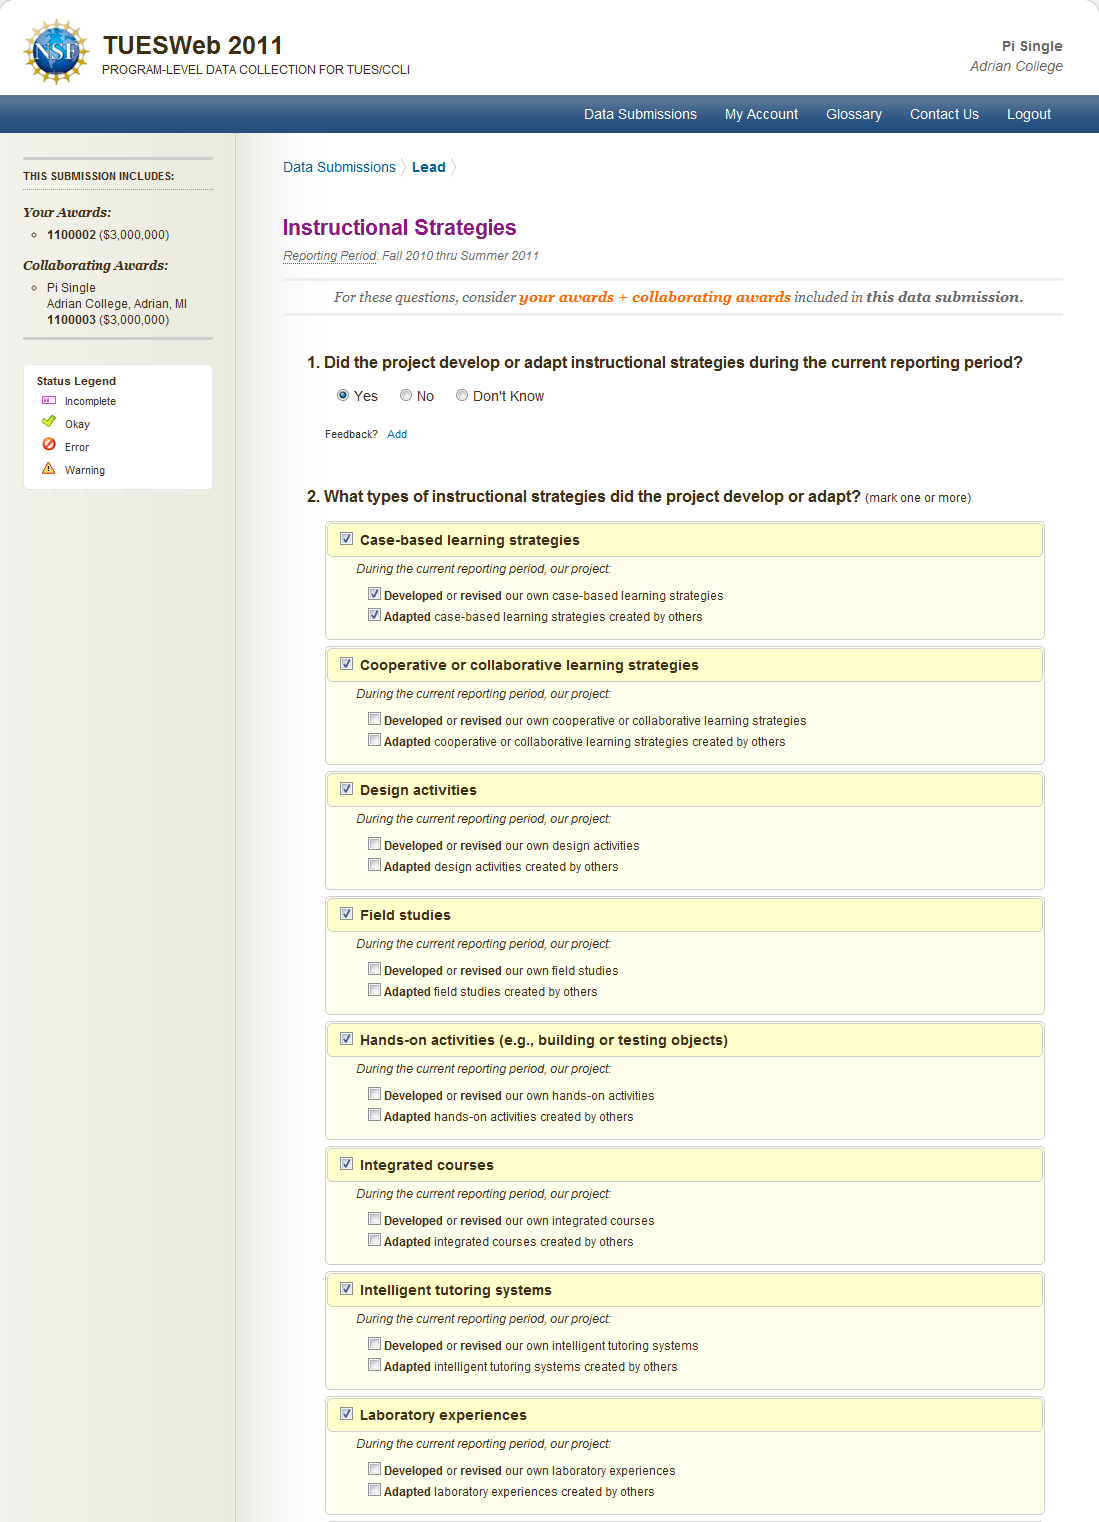 NSF
TUESWeb 2011
PROGRAM-LEVEL DATA COLLECTION FOR TUES/CCLI
Pi Single
Adrian College
Data Submissions My Account Glossary Contact Us Logout
THIS SUBMISSION INCLUDES:
Your Awards:
1100002 ($3,000,000)
Collaborating Awards:
Pi Single
Adrian College, Adrian, MI
1100003 ($3,000,000)
Status Legend
Incomplete
Okay
Error
Warning
Data Submissions Lead
Instructional Strategies
Reporting Period: Fall 2010 thru Summer 2011
For these questions, consider your awards + collaborating awards included in this data submission.
1. Did the project develop or adapt instructional strategies during the current reporting period?
Yes No Don't Know
Feedback? Add
2. What types of instructional strategies did the project develop or adapt? (mark one or more)
Case-based learning strategies
During the current reporting period, our project:
Developed or revised our own case-based learning strategies
Adapted case-based learning strategies created by others
Cooperative or collaborative learning strategies
During the current reporting period, our project:
Developed or revised our own cooperative or collaborative learning strategies
Adapted cooperative or collaborative learning strategies created by others
Design activities
During the current reporting period, our project:
Developed or revised our own design activities
Adapted design activities created by others
Field studies
During the current reporting period, our project:
Developed or revised our own field studies
Adapted field studies created by others
Hands-on activities (e.g., building or testing objects)
During the current reporting period, our project:
Developed or revised our own hands-on activities
Adapted hands-on activities created by others
Integrated courses
During the current reporting period, our project:
Developed or revised our own integrated courses
Adapted integrated courses created by others
Intelligent tutoring systems
During the current reporting period, our project:
Developed or revised our own intelligent tutoring systems
Adapted intelligent tutoring systems created by others
Laboratory experiences
During the current reporting period, our project:
Developed or revised our own laboratory experiences
Adapted laboratory experiences created by others